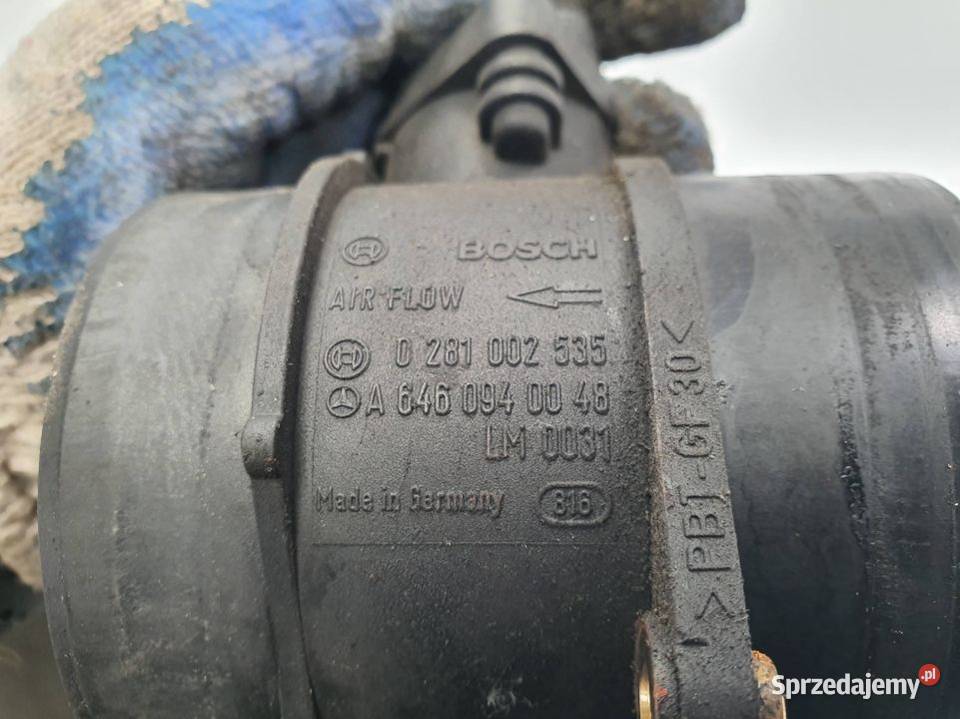 BOSCH
AIR FLOW
0 281 002 535
A 646 094 00 48
LM 0031
Made in Germany 816
>PBT-GF30<
Sprzedajemy.pl